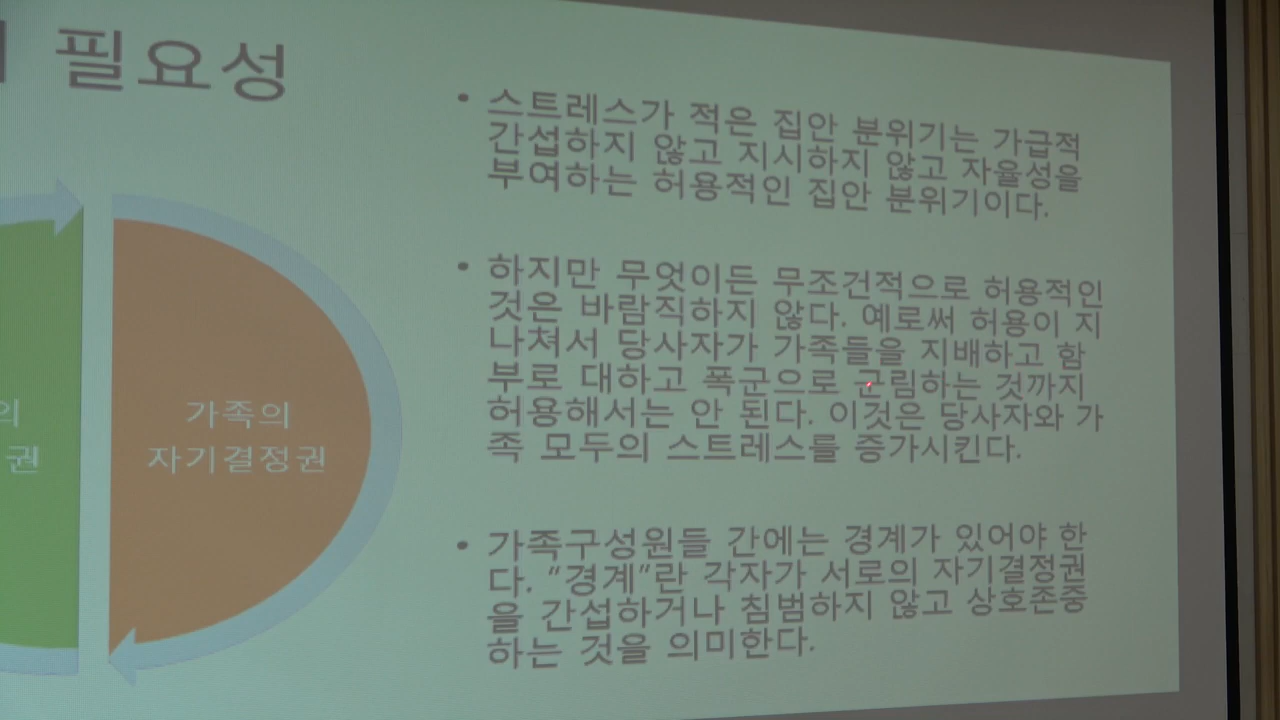 필요성
스트레스가 적은 집안 분위기는 가급적
간섭하지 않고 지시하지 않고 자율성을
부여하는 허용적인 집안 분위기이다.
하지만 무엇이든 무조건적으로 허용적인
것은 바람직하지 않다. 예로써 허용이 지
나쳐서 당사자가 가족들을 지배하고 함
부로 대하고 폭군으로 군림하는 것까지
허용해서는 안 된다. 이것은 당사자와 가
족 모두의 스트레스를 증가시킨다.
가족구성원들 간에는 경계가 있어야 한
다. "경계"란 각자가 서로의 자기결정권
을 간섭하거나 침범하지 않고 상호존중
하는 것을 의미한다.
의
권
가족의
자기결정권